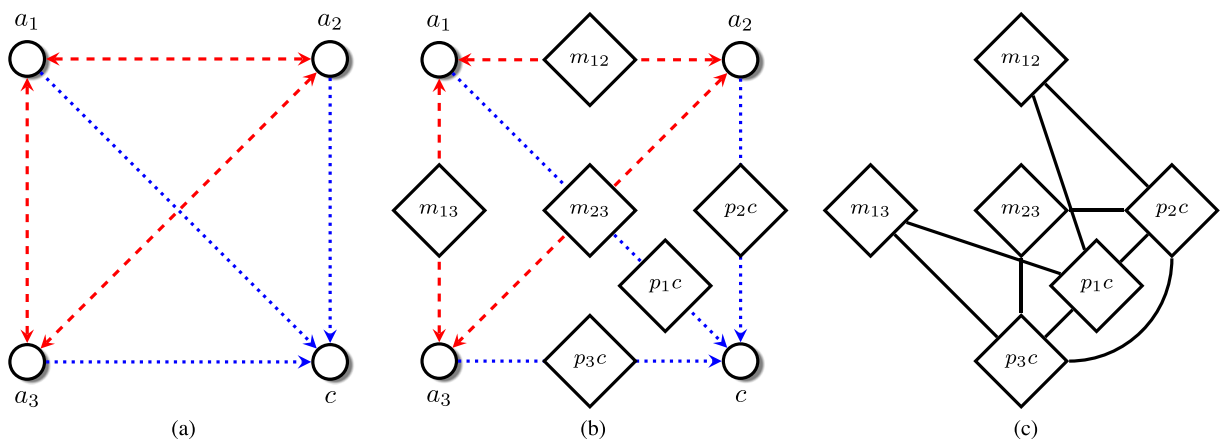 a₁ a₂ a₁ m₁₂ a₂ m₁₂
m₁₃ m₂₃ p₂c m₁₃ m₂₃ p₂c
p₁c p₁c
p₃c p₃c
a₃ c a₃ c
(a) (b) (c)